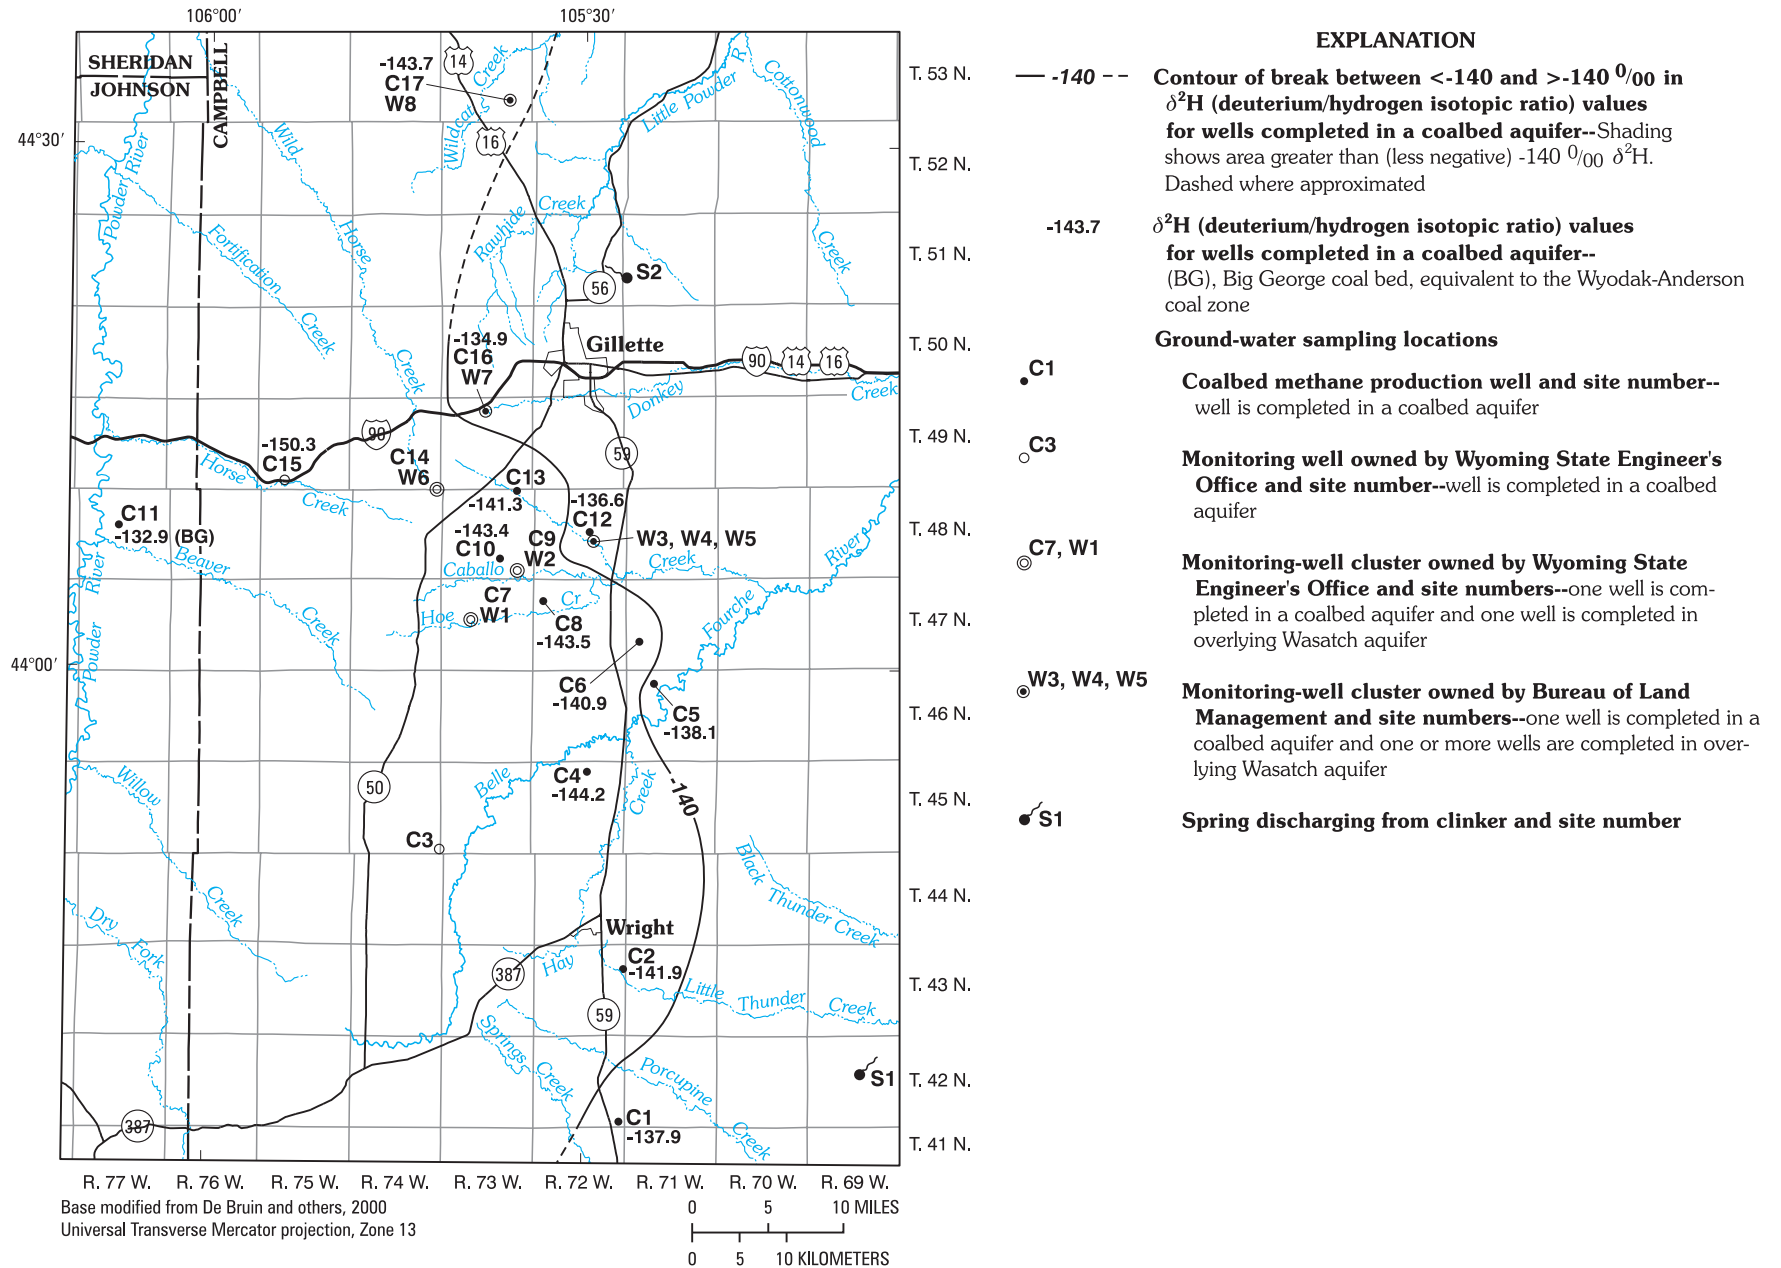 106°00'
105°30'
SHERIDAN
JOHNSON
CAMPBELL
44°30'
44°00'
T. 53 N.
T. 52 N.
T. 51 N.
T. 50 N.
T. 49 N.
T. 48 N.
T. 47 N.
T. 46 N.
T. 45 N.
T. 44 N.
T. 43 N.
T. 42 N.
T. 41 N.
-143.7
C17
W8
14
16
Wildcat Creek
Little Powder R
Cottonwood Creek
Wild Horse Creek
Powder River
Fortification Creek
Rawhide Creek
S2
56
Gillette
-134.9
C16
W7
90
14
16
Donkey Creek
90
-150.3
C15
Horse Creek
C14
W6
C13
-141.3
59
-136.6
C12
W3, W4, W5
C11
-132.9 (BG)
-143.4
C10
C9
W2
Beaver Creek
Powder River
Caballo Creek
C7
W1
Hoe Cr
C8
-143.5
Belle Fourche River
C6
-140.9
C5
-138.1
C4
-144.2
Creek
-140
50
C3
Willow Creek
Dry Fork
Black Thunder Creek
Wright
Hay
C2
-141.9
387
Little Thunder Creek
59
Springs Creek
Porcupine Creek
S1
387
C1
-137.9
R. 77 W. R. 76 W. R. 75 W. R. 74 W. R. 73 W. R. 72 W. R. 71 W. R. 70 W. R. 69 W.
Base modified from De Bruin and others, 2000
Universal Transverse Mercator projection, Zone 13
0 5 10 MILES
0 5 10 KILOMETERS
EXPLANATION
-140
Contour of break between <-140 and >-140 0/00 in
δ²H (deuterium/hydrogen isotopic ratio) values
for wells completed in a coalbed aquifer--Shading
shows area greater than (less negative) -140 0/00 δ²H.
Dashed where approximated
-143.7
δ²H (deuterium/hydrogen isotopic ratio) values
for wells completed in a coalbed aquifer--
(BG), Big George coal bed, equivalent to the Wyodak-Anderson
coal zone
Ground-water sampling locations
C1
Coalbed methane production well and site number--
well is completed in a coalbed aquifer
C3
Monitoring well owned by Wyoming State Engineer's
Office and site number--well is completed in a coalbed
aquifer
C7, W1
Monitoring-well cluster owned by Wyoming State
Engineer's Office and site numbers--one well is com-
pleted in a coalbed aquifer and one well is completed in
overlying Wasatch aquifer
W3, W4, W5
Monitoring-well cluster owned by Bureau of Land
Management and site numbers--one well is completed in a
coalbed aquifer and one or more wells are completed in over-
lying Wasatch aquifer
S1
Spring discharging from clinker and site number